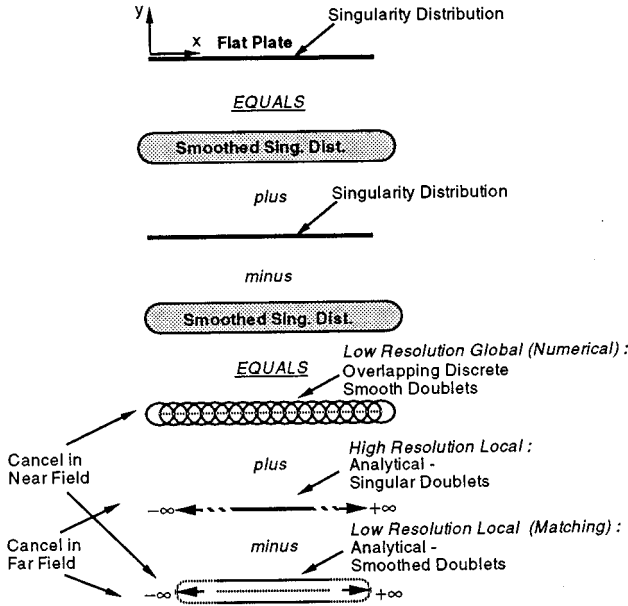 y
x
Flat Plate
Singularity Distribution
EQUALS
Smoothed Sing. Dist.
plus
Singularity Distribution
minus
Smoothed Sing. Dist.
EQUALS
Low Resolution Global (Numerical) :
Overlapping Discrete
Smooth Doublets
Cancel in
Near Field
plus
High Resolution Local :
Analytical -
Singular Doublets
−∞
+∞
Cancel in
Far Field
minus
Low Resolution Local (Matching) :
Analytical -
Smoothed Doublets
−∞
+∞